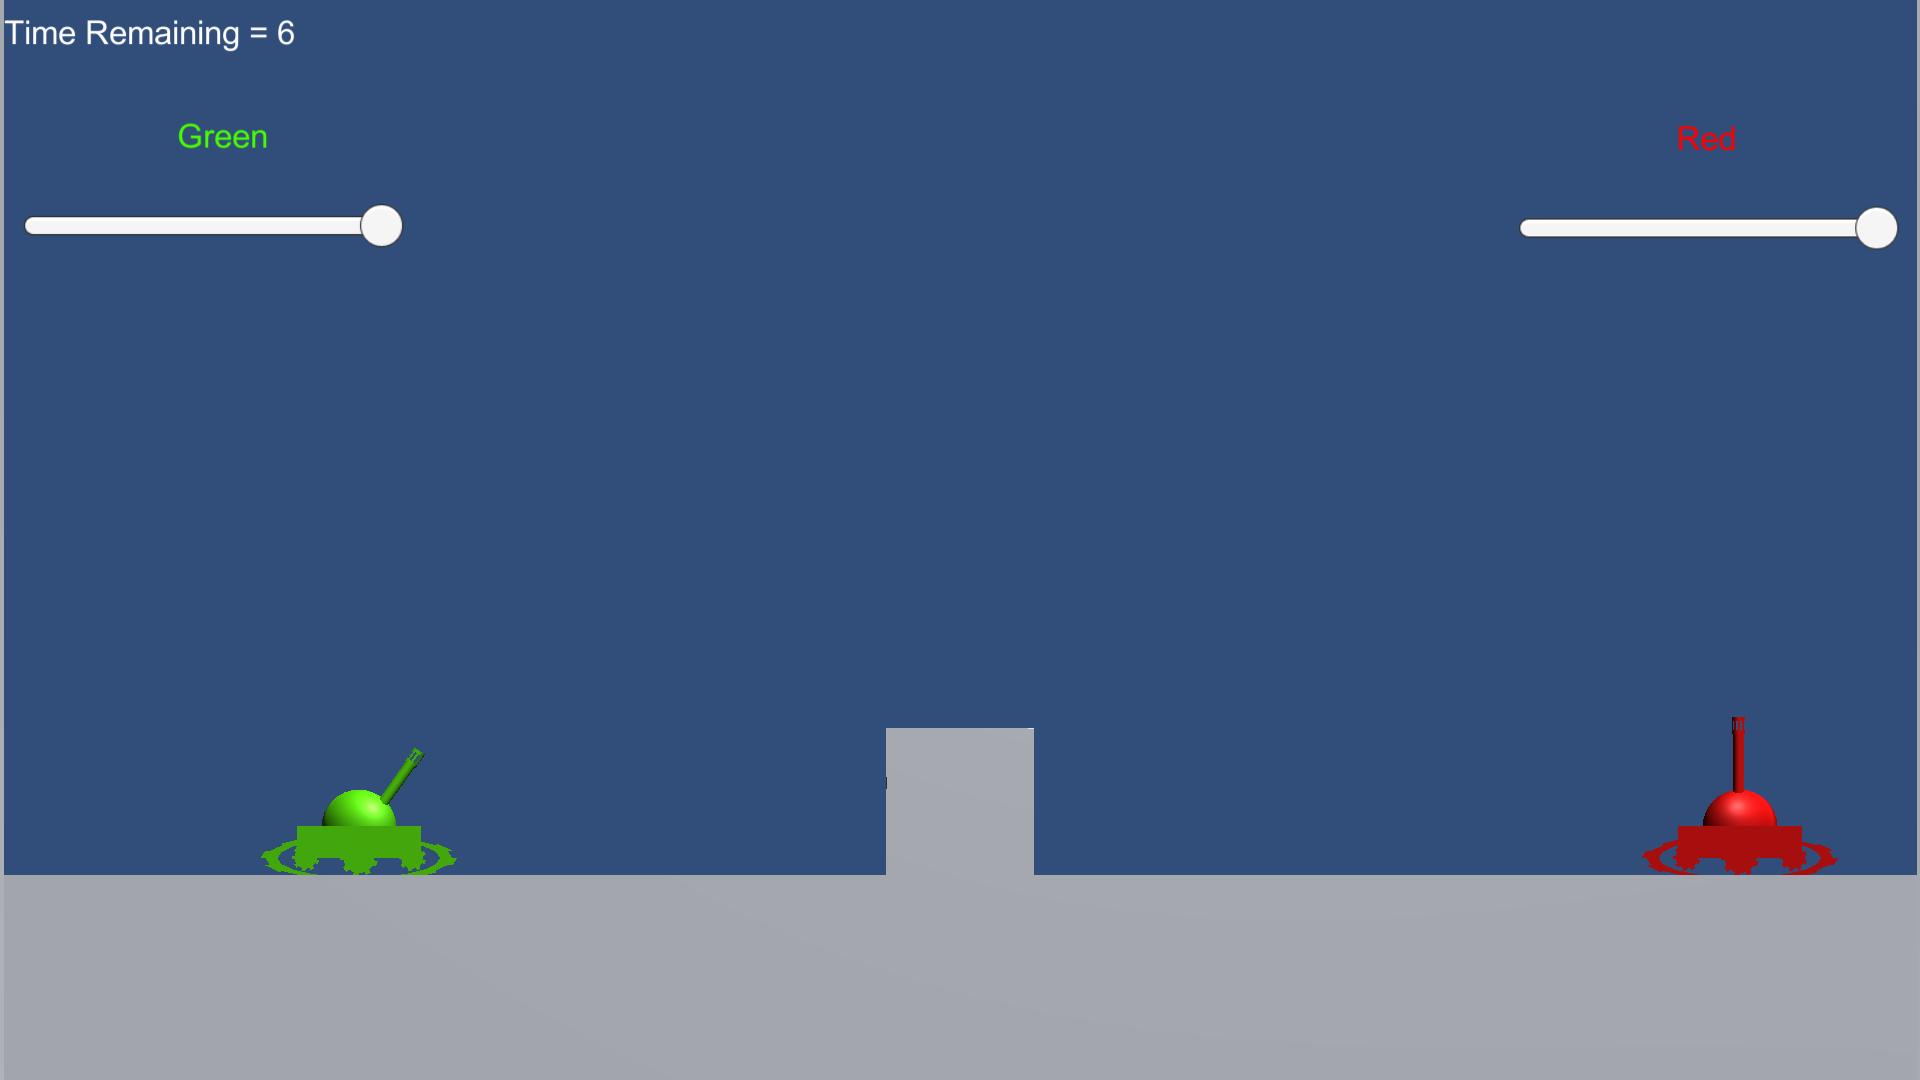 Time Remaining = 6
Green
Red